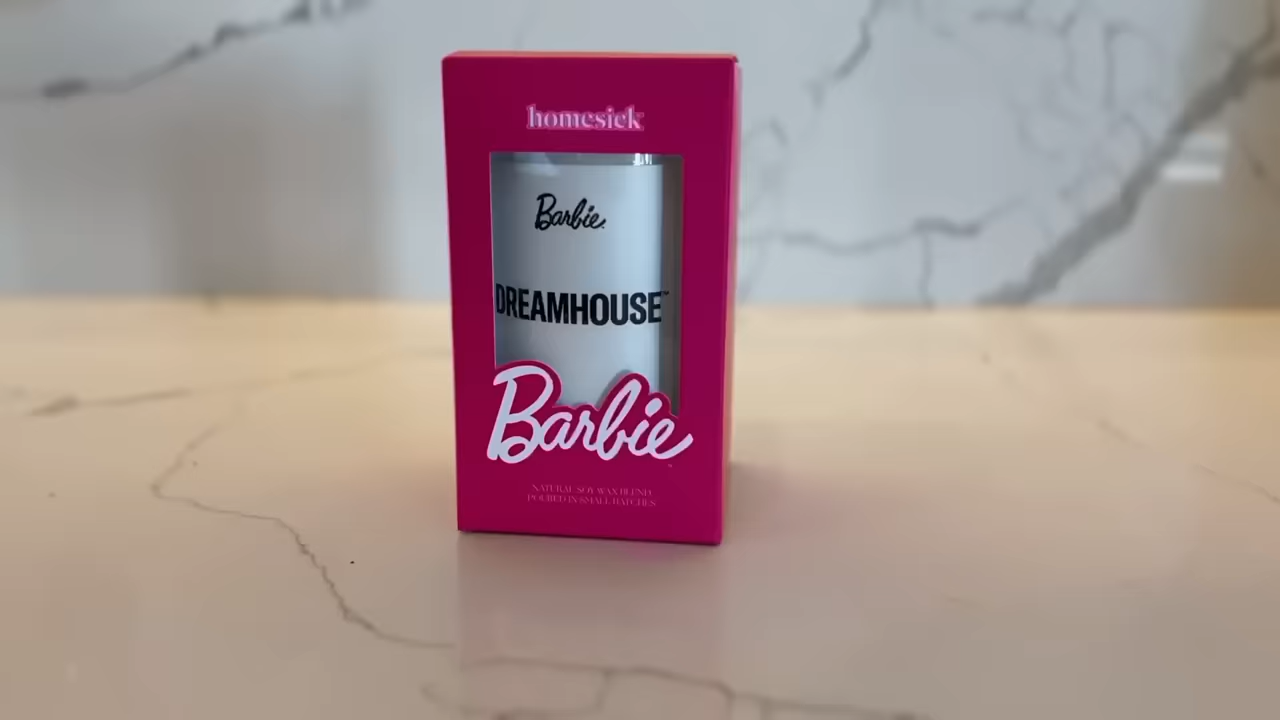 homesick
Barbie
DREAMHOUSE™
Barbie
NATURAL SOY WAX BLEND
POURED IN SMALL BATCHES